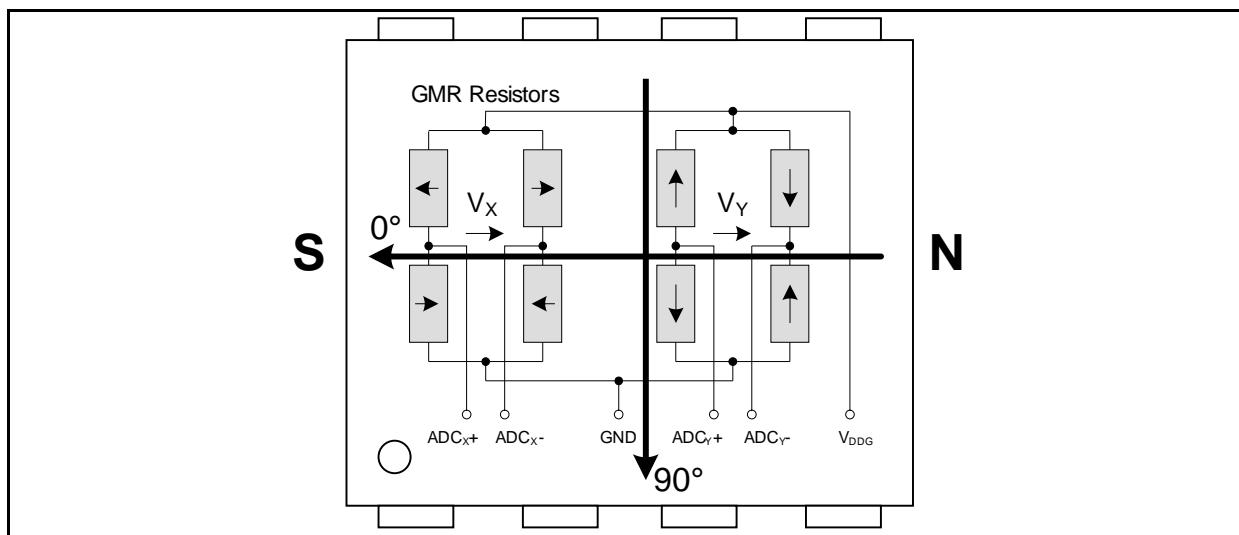 GMR Resistors
V_X
V_Y
0°
S
N
ADC_X+ ADC_X- GND ADC_Y+ ADC_Y- V_DDG
90°